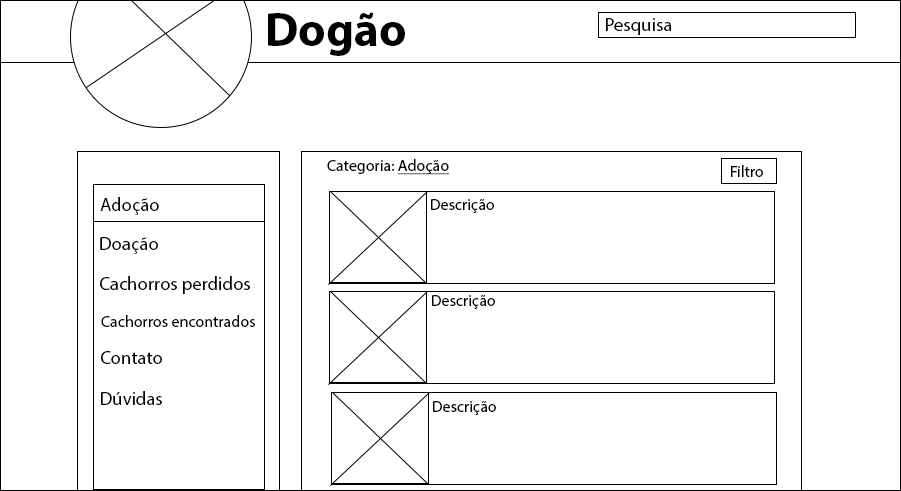 Dogão
Pesquisa
Adoção
Doação
Cachorros perdidos
Cachorros encontrados
Contato
Dúvidas
Categoria: Adoção
Filtro
Descrição
Descrição
Descrição